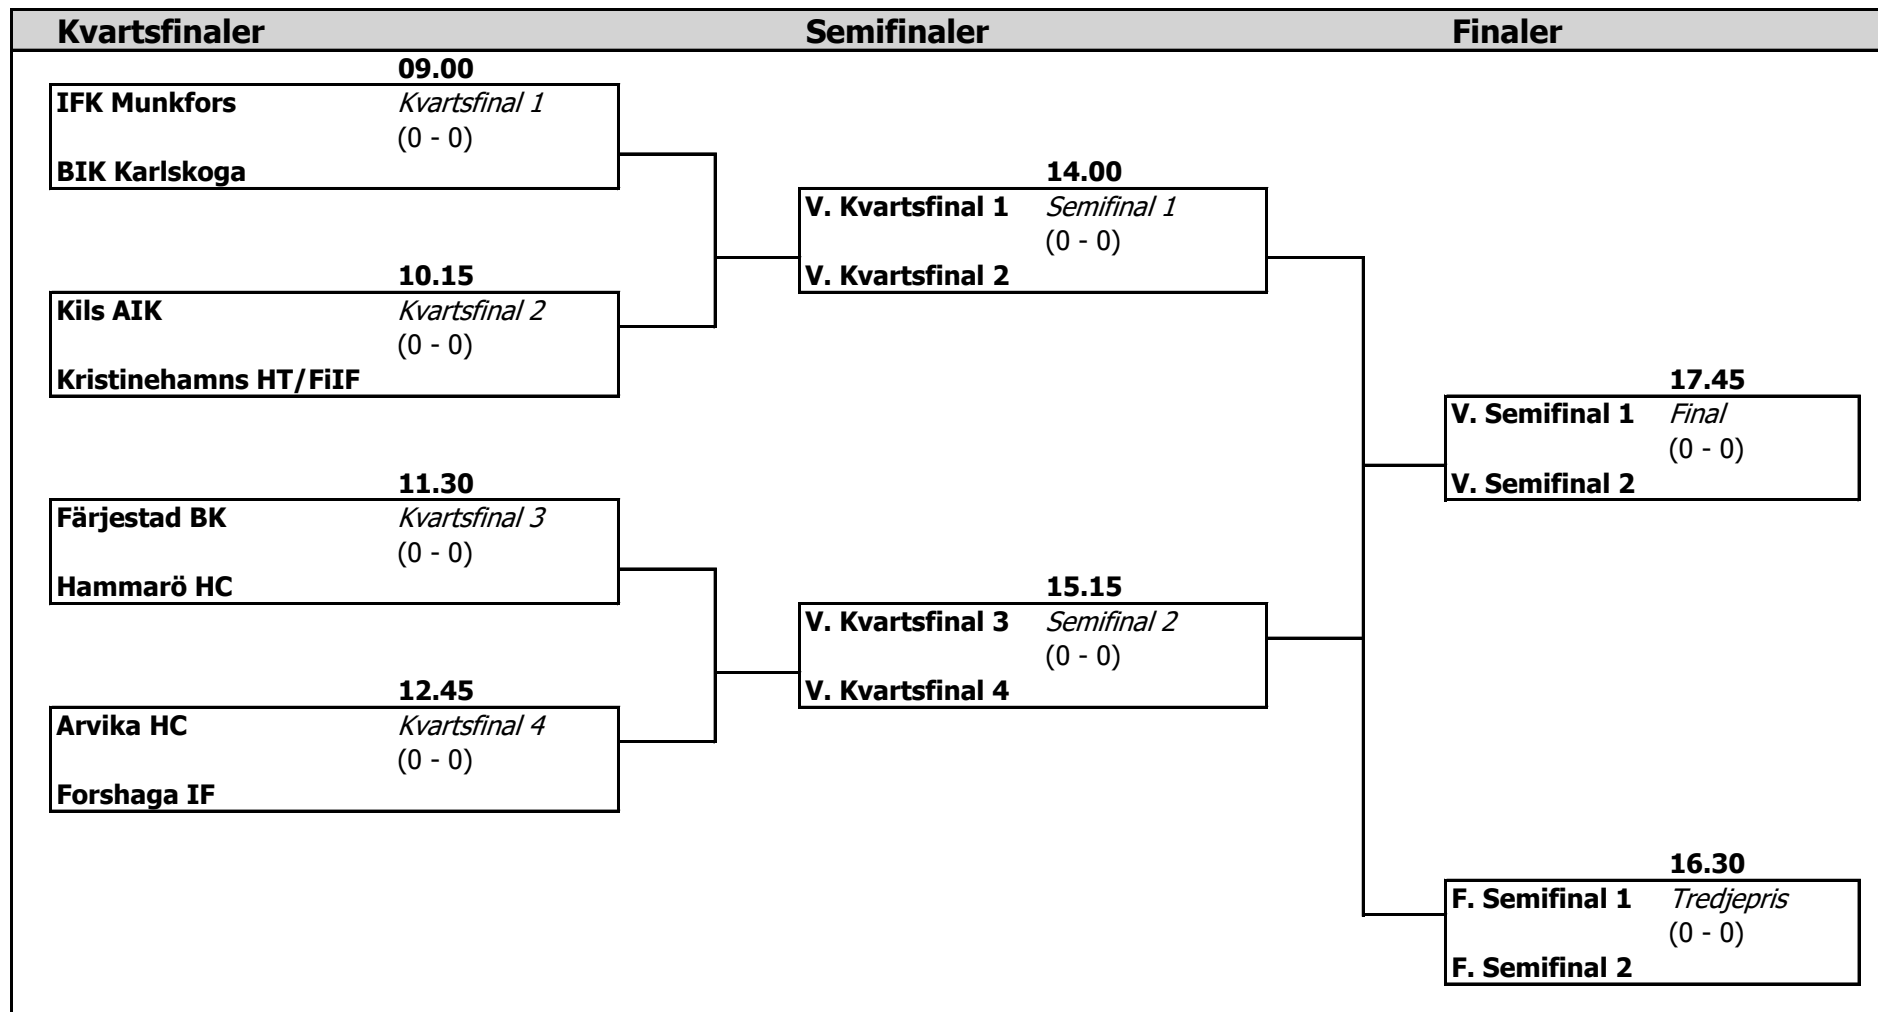 Kvartsfinaler Semifinaler Finaler
09.00
IFK Munkfors Kvartsfinal 1
(0 - 0)
BIK Karlskoga
10.15
Kils AIK Kvartsfinal 2
(0 - 0)
Kristinehamns HT/FiIF
11.30
Färjestad BK Kvartsfinal 3
(0 - 0)
Hammarö HC
12.45
Arvika HC Kvartsfinal 4
(0 - 0)
Forshaga IF
14.00
V. Kvartsfinal 1 Semifinal 1
(0 - 0)
V. Kvartsfinal 2
15.15
V. Kvartsfinal 3 Semifinal 2
(0 - 0)
V. Kvartsfinal 4
17.45
V. Semifinal 1 Final
(0 - 0)
V. Semifinal 2
16.30
F. Semifinal 1 Tredjepris
(0 - 0)
F. Semifinal 2